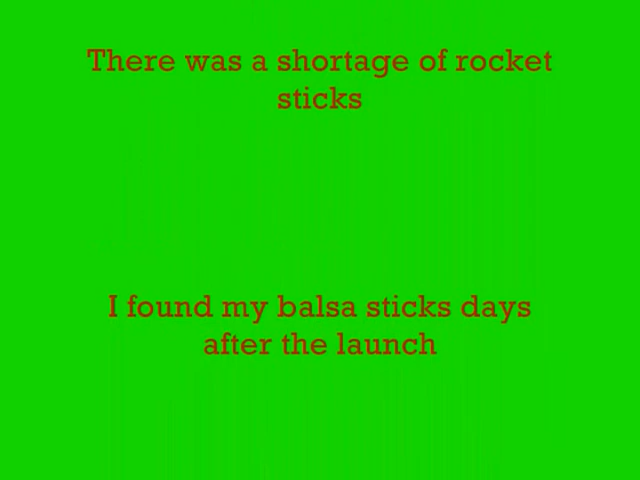 There was a shortage of rocket
sticks
I found my balsa sticks days
after the launch